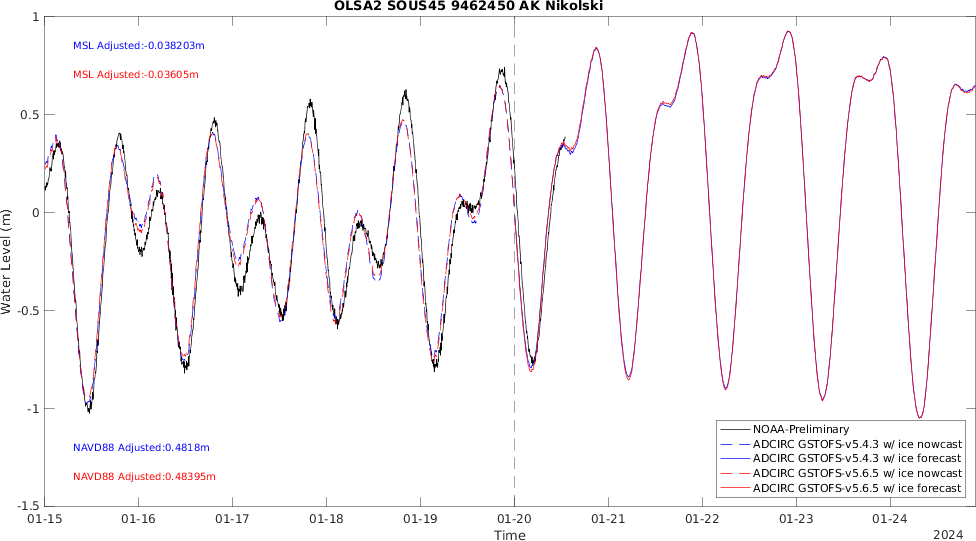 OLSA2 SOUS45 9462450 AK Nikolski
MSL Adjusted:-0.038203m
MSL Adjusted:-0.03605m
NAVD88 Adjusted:0.4818m
NAVD88 Adjusted:0.48395m
Water Level (m)
1
0.5
0
-0.5
-1
-1.5
NOAA-Preliminary
ADCIRC GSTOFS-v5.4.3 w/ ice nowcast
ADCIRC GSTOFS-v5.4.3 w/ ice forecast
ADCIRC GSTOFS-v5.6.5 w/ ice nowcast
ADCIRC GSTOFS-v5.6.5 w/ ice forecast
01-15 01-16 01-17 01-18 01-19 01-20 01-21 01-22 01-23 01-24
Time
2024